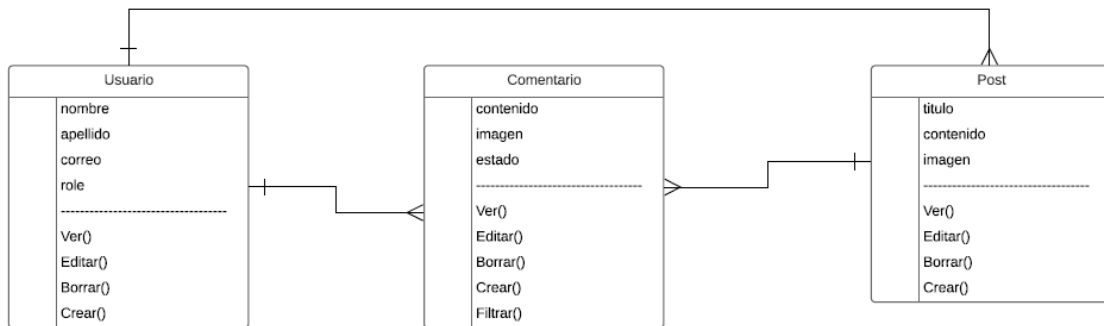 Usuario
nombre
apellido
correo
role
-----------------------------------
Ver()
Editar()
Borrar()
Crear()
Comentario
contenido
imagen
estado
-----------------------------------
Ver()
Editar()
Borrar()
Crear()
Filtrar()
Post
titulo
contenido
imagen
-----------------------------------
Ver()
Editar()
Borrar()
Crear()